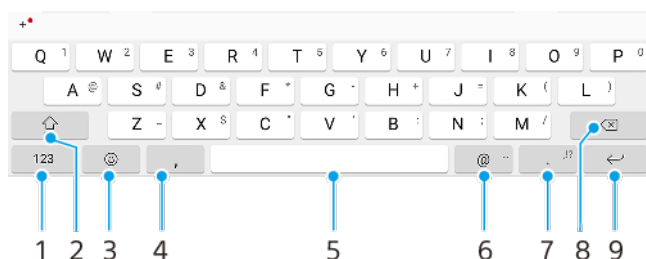 +
Q 1 W 2 E 3 R 4 T 5 Y 6 U 7 I 8 O 9 P 0
A @ S # D & F * G - H + J = K ( L )
Z _ X $ C " V ' B : N ; M /
123 , @ . ,!?
1 2 3 4 5 6 7 8 9